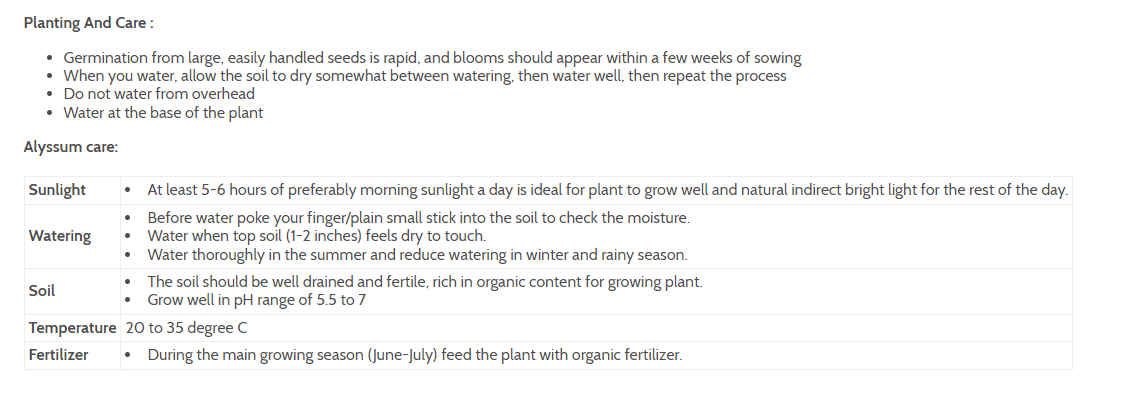 Planting And Care :
• Germination from large, easily handled seeds is rapid, and blooms should appear within a few weeks of sowing
• When you water, allow the soil to dry somewhat between watering, then water well, then repeat the process
• Do not water from overhead
• Water at the base of the plant
Alyssum care:
Sunlight
• At least 5-6 hours of preferably morning sunlight a day is ideal for plant to grow well and natural indirect bright light for the rest of the day.
Watering
• Before water poke your finger/plain small stick into the soil to check the moisture.
• Water when top soil (1-2 inches) feels dry to touch.
• Water thoroughly in the summer and reduce watering in winter and rainy season.
Soil
• The soil should be well drained and fertile, rich in organic content for growing plant.
• Grow well in pH range of 5.5 to 7
Temperature 20 to 35 degree C
Fertilizer
• During the main growing season (June-July) feed the plant with organic fertilizer.